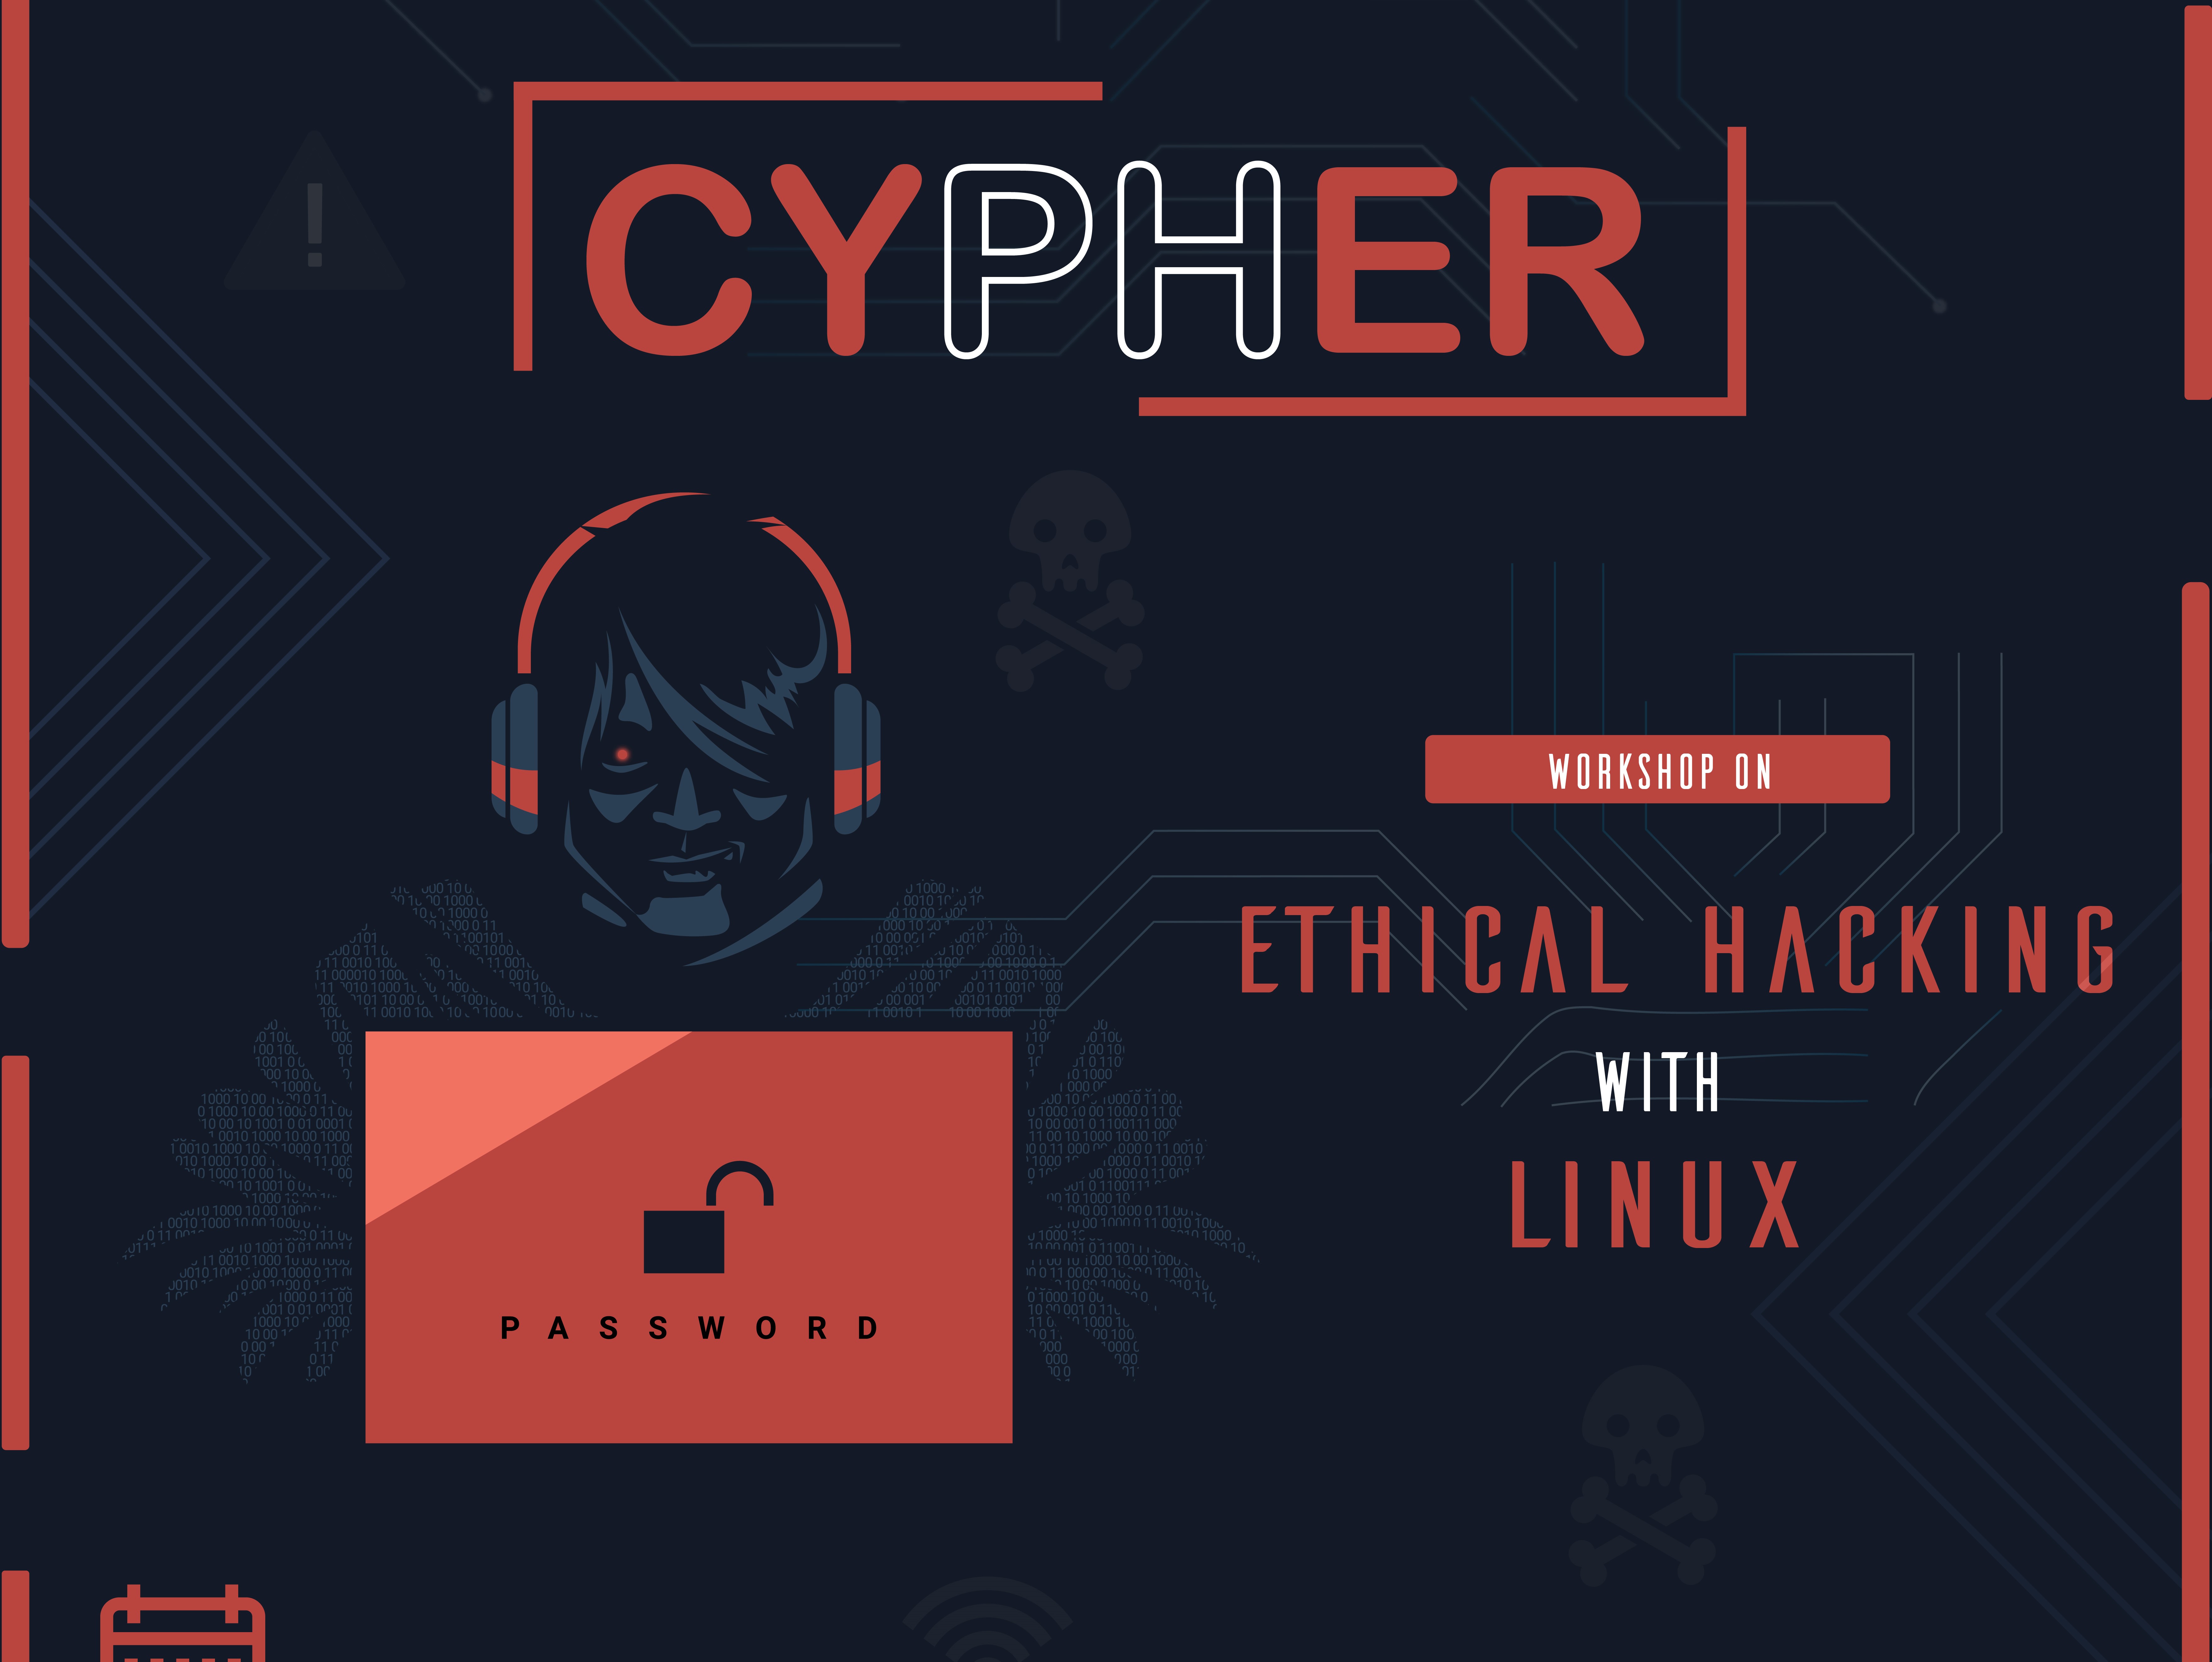 CYPHER
WORKSHOP ON
ETHICAL HACKING
WITH
LINUX
PASSWORD